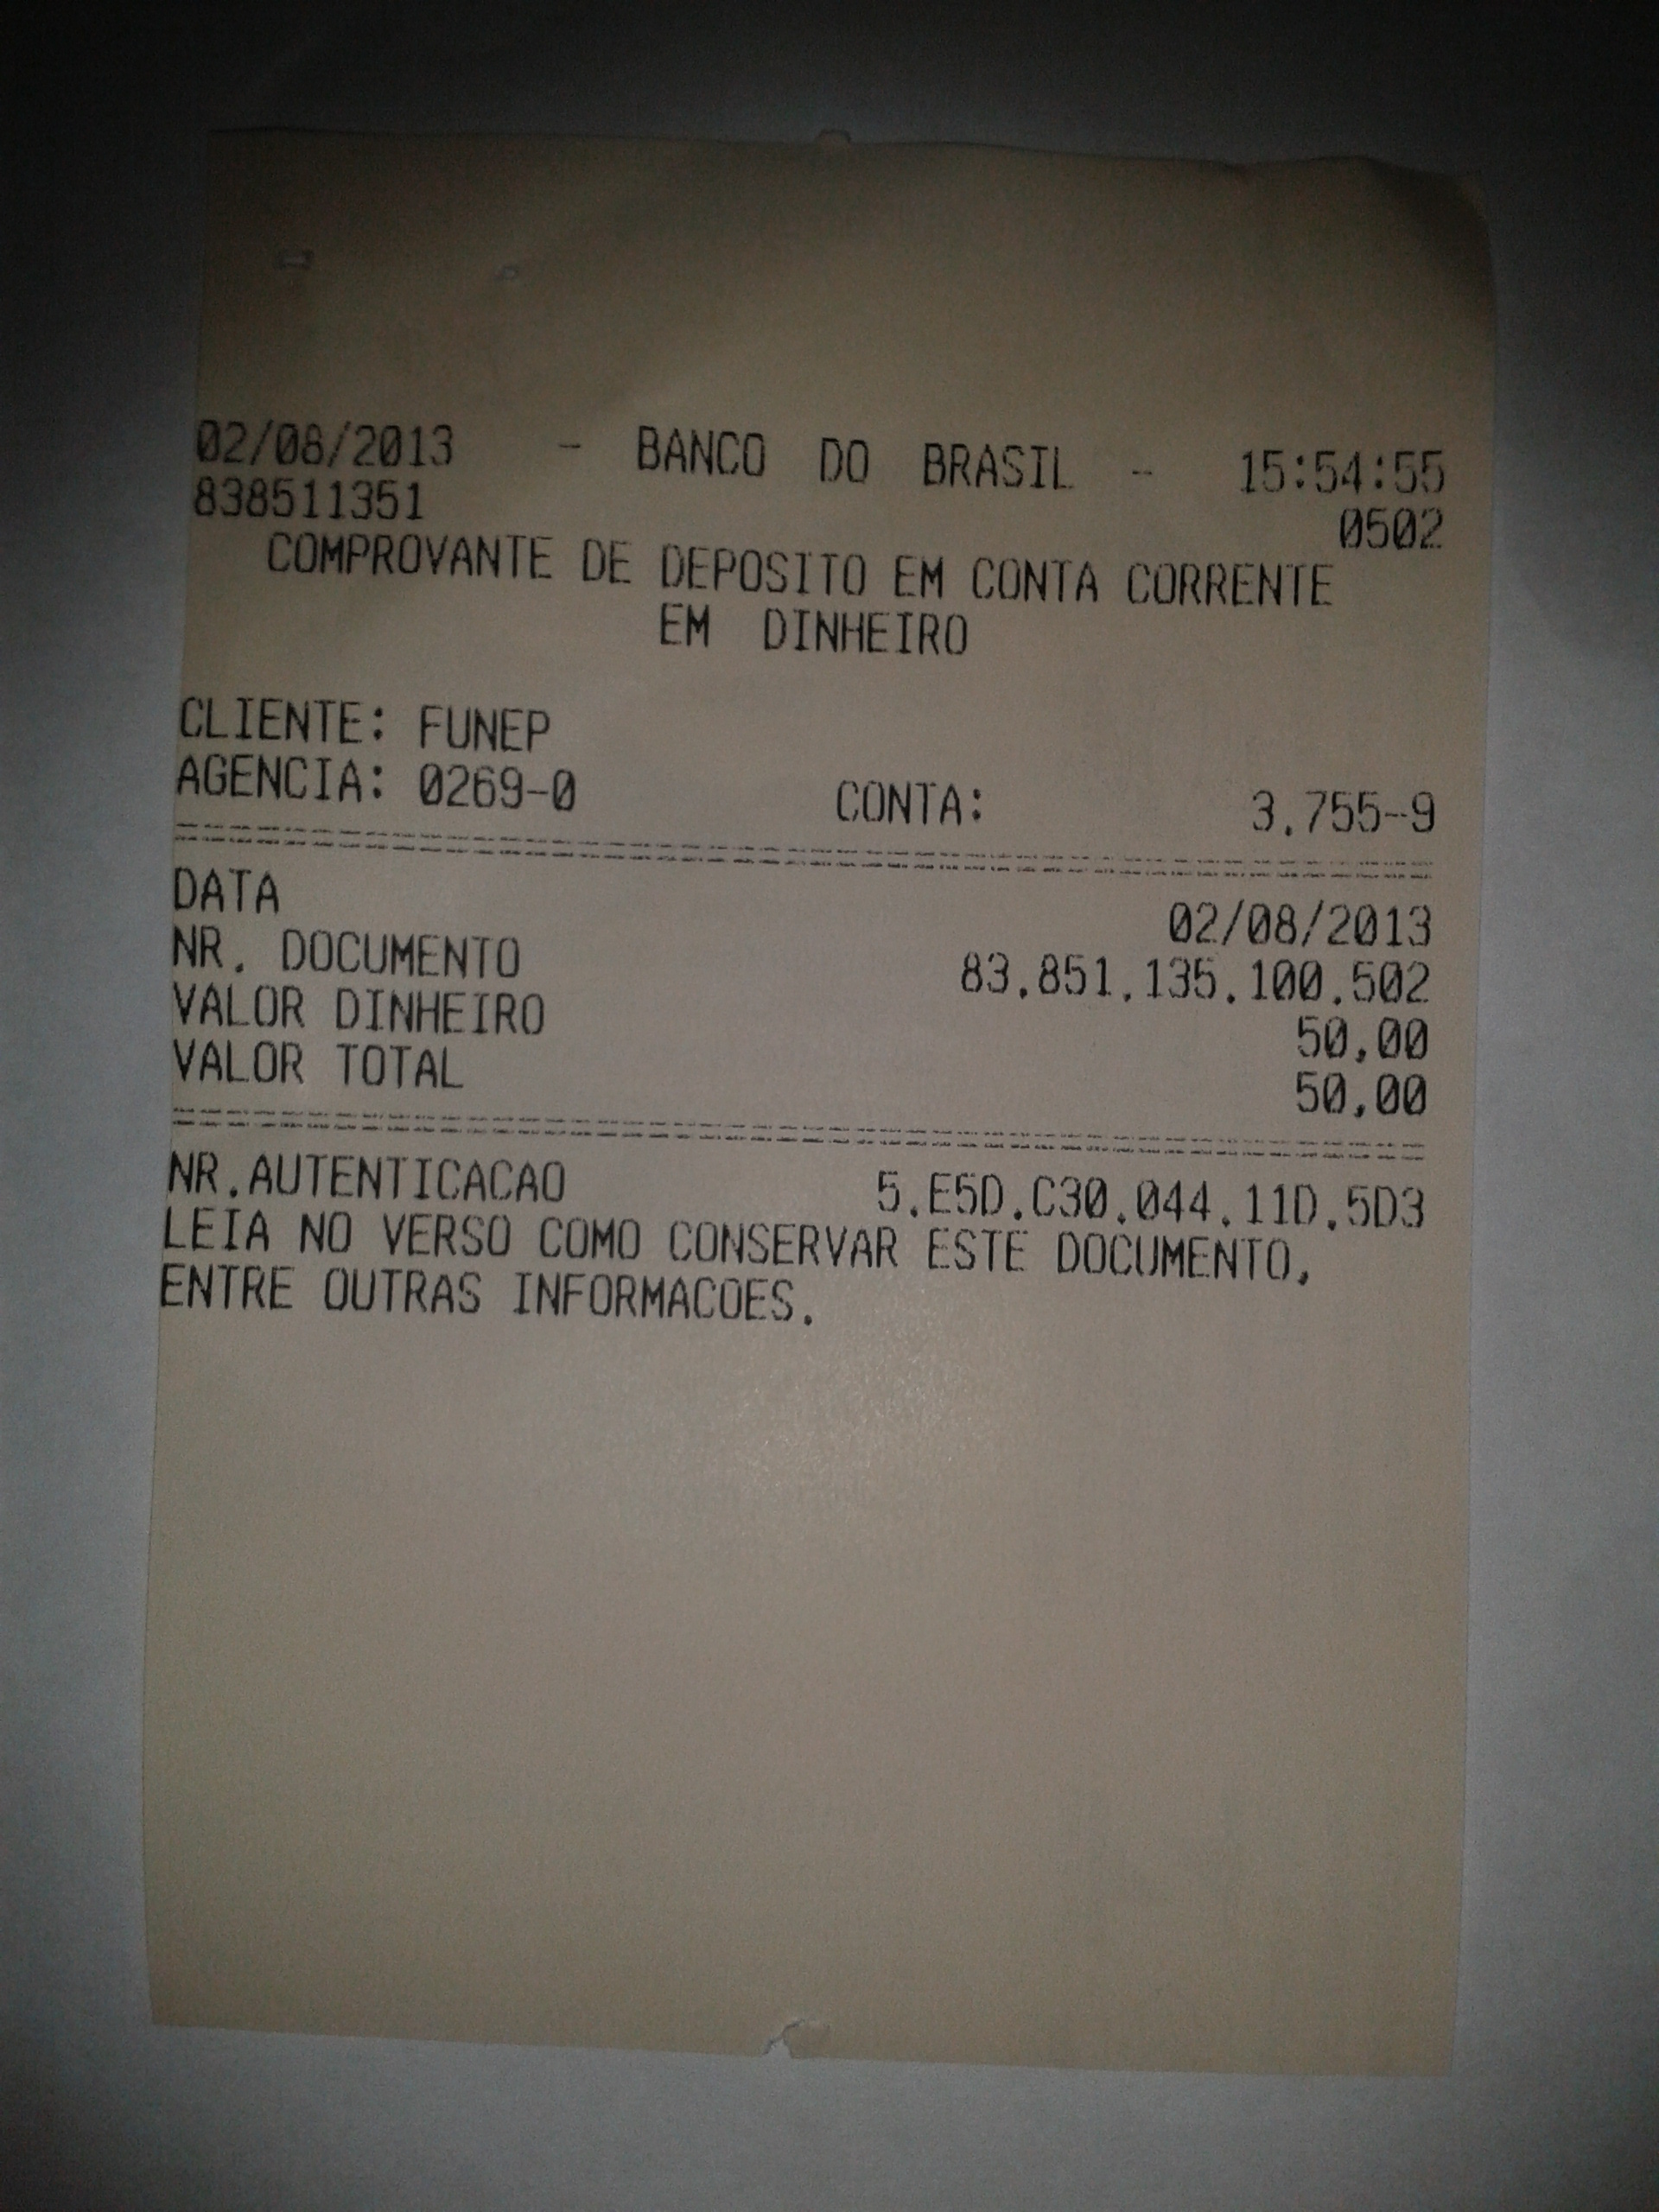 02/08/2013 - BANCO DO BRASIL - 15:54:55
838511351 0502
COMPROVANTE DE DEPOSITO EM CONTA CORRENTE
EM DINHEIRO
CLIENTE: FUNEP
AGENCIA: 0269-0 CONTA: 3.755-9
DATA 02/08/2013
NR. DOCUMENTO 83.851.135.100.502
VALOR DINHEIRO 50,00
VALOR TOTAL 50,00
NR.AUTENTICACAO 5.E5D.C30.044.11D.5D3
LEIA NO VERSO COMO CONSERVAR ESTE DOCUMENTO,
ENTRE OUTRAS INFORMACOES.